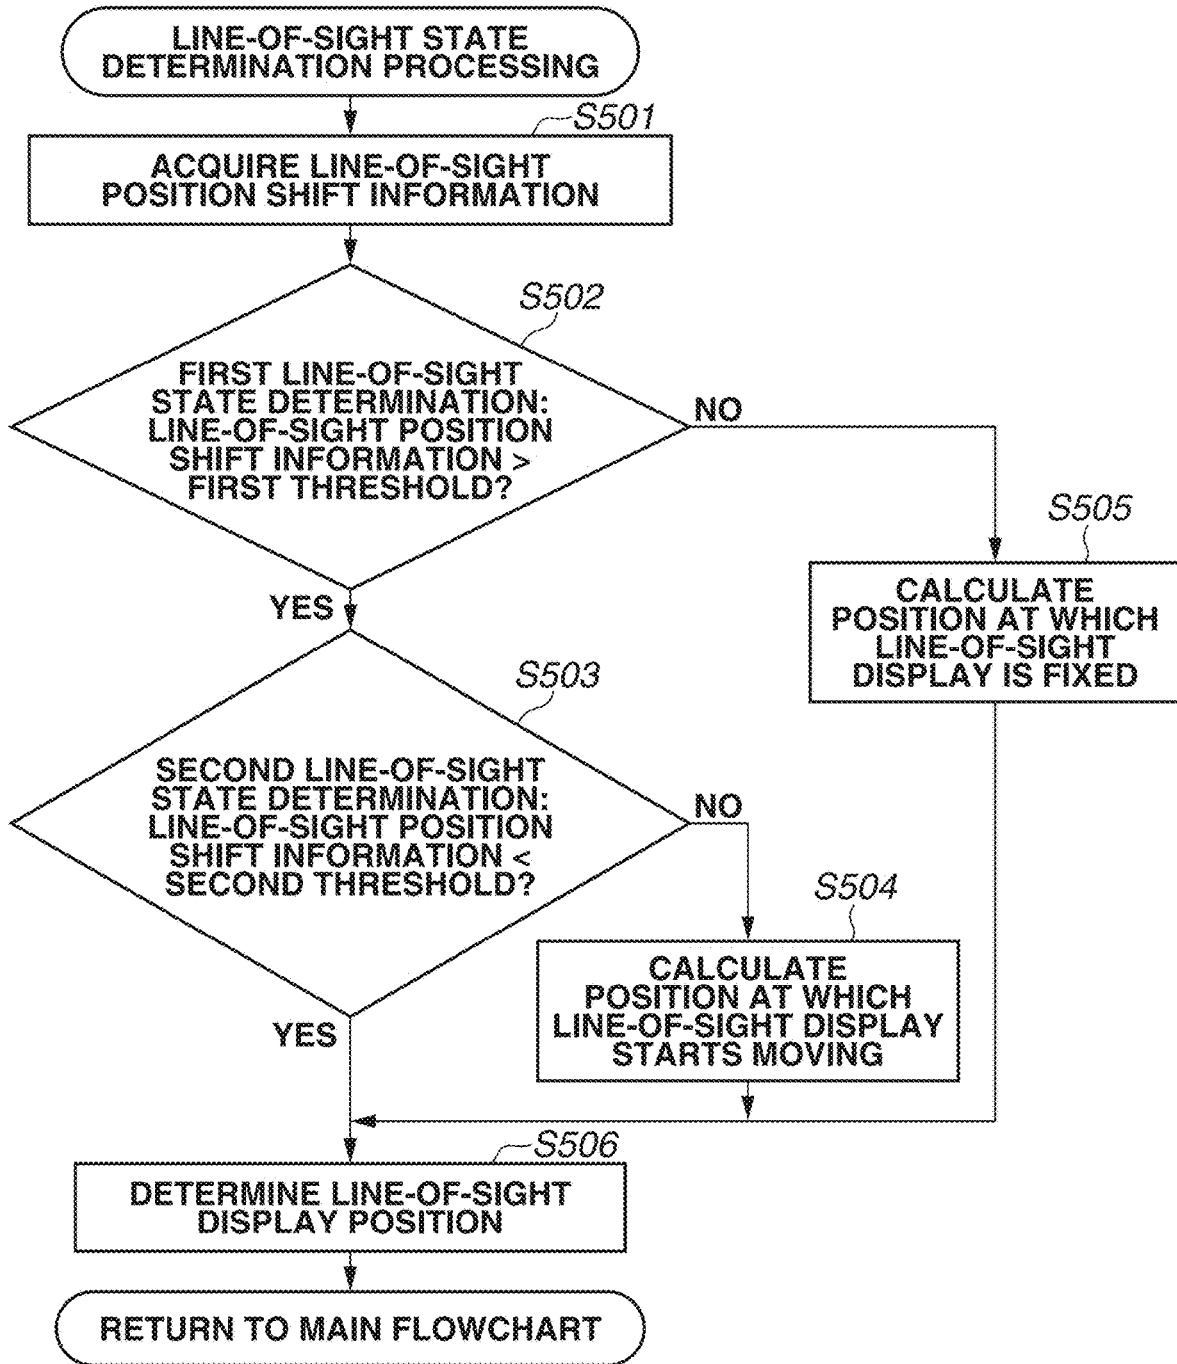 LINE-OF-SIGHT STATE
DETERMINATION PROCESSING
S501
ACQUIRE LINE-OF-SIGHT
POSITION SHIFT INFORMATION
S502
FIRST LINE-OF-SIGHT
STATE DETERMINATION:
LINE-OF-SIGHT POSITION
SHIFT INFORMATION >
FIRST THRESHOLD?
NO
YES
S505
CALCULATE
POSITION AT WHICH
LINE-OF-SIGHT
DISPLAY IS FIXED
S503
SECOND LINE-OF-SIGHT
STATE DETERMINATION:
LINE-OF-SIGHT POSITION
SHIFT INFORMATION <
SECOND THRESHOLD?
NO
YES
S504
CALCULATE
POSITION AT WHICH
LINE-OF-SIGHT DISPLAY
STARTS MOVING
S506
DETERMINE LINE-OF-SIGHT
DISPLAY POSITION
RETURN TO MAIN FLOWCHART